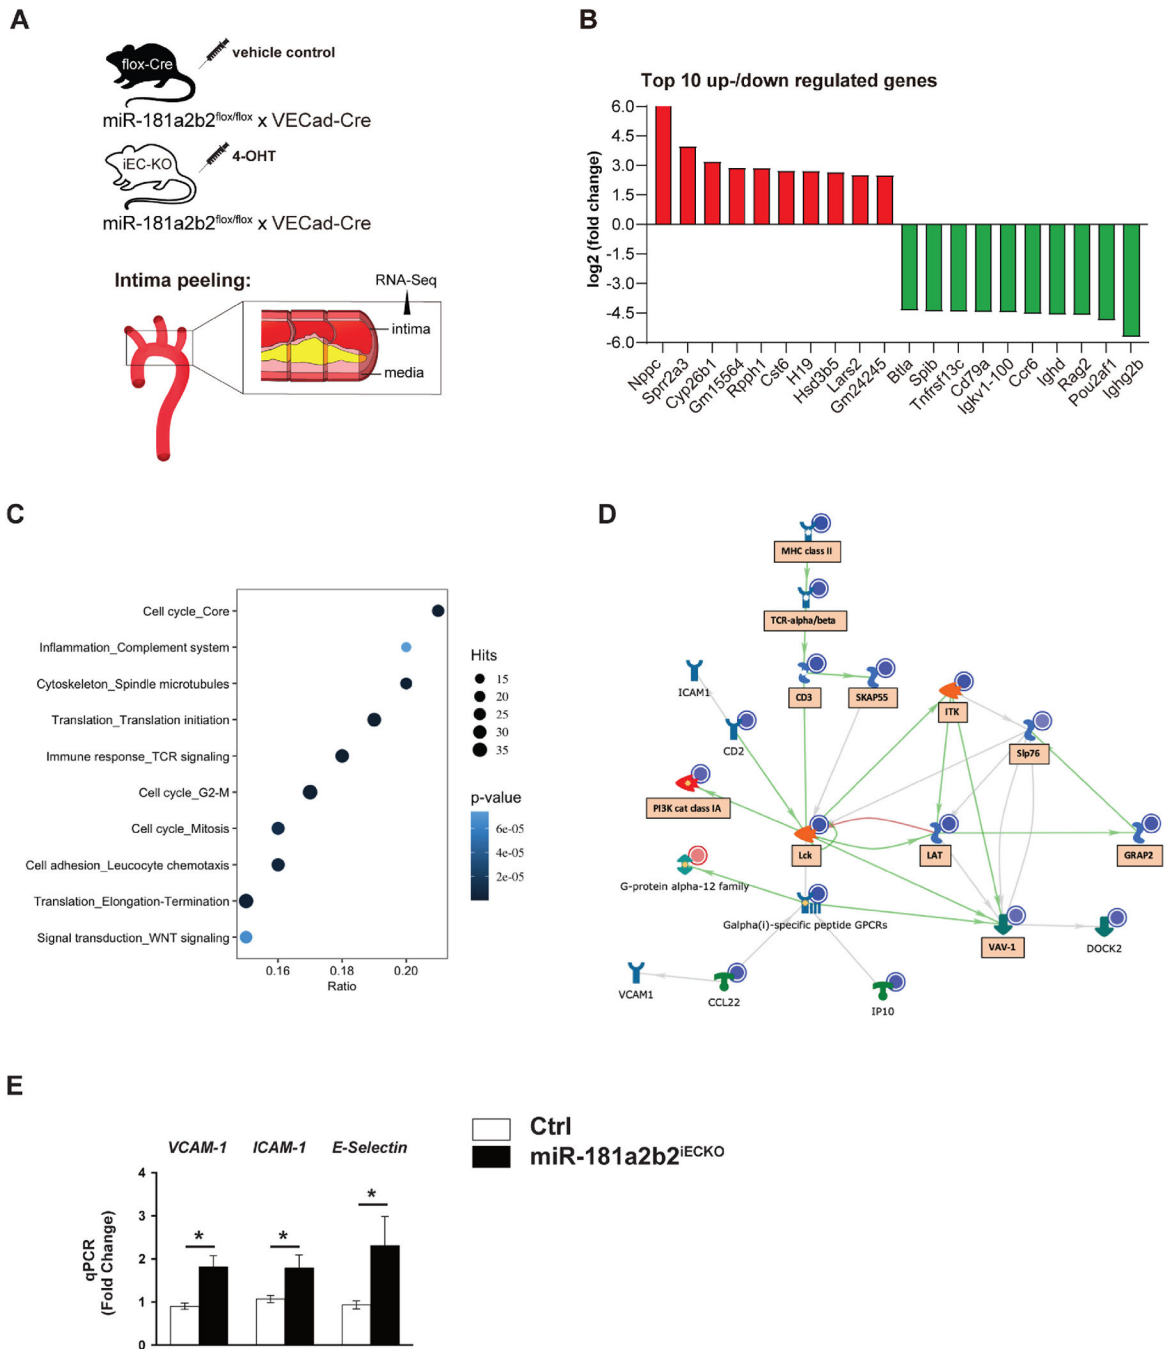 A
flox-Cre
vehicle control
miR-181a2b2flox/flox x VECad-Cre
iEC-KO
4-OHT
miR-181a2b2flox/flox x VECad-Cre
Intima peeling:
RNA-Seq
intima
media
B
Top 10 up-/down regulated genes
log2 (fold change)
6.0
4.5
3.0
1.5
0.0
-1.5
-3.0
-4.5
-6.0
Nppc
Sprr2a3
Cyp26b1
Gm15564
Rpph1
Cst6
H19
Hsd3b5
Lars2
Gm24245
Btla
Spib
Tnfrsf13c
Cd79a
Igkv1-100
Ccr6
Ighd
Rag2
Pou2af1
Ighg2b
C
Cell cycle_Core
Inflammation_Complement system
Cytoskeleton_Spindle microtubules
Translation_Translation initiation
Immune response_TCR signaling
Cell cycle_G2-M
Cell cycle_Mitosis
Cell adhesion_Leucocyte chemotaxis
Translation_Elongation-Termination
Signal transduction_WNT signaling
0.16
0.18
0.20
Ratio
Hits
15
20
25
30
35
p-value
6e-05
4e-05
2e-05
D
MHC class II
TCR-alpha/beta
ICAM1
CD3
SKAP55
ITK
CD2
Slp76
PI3K cat class IA
Lck
LAT
GRAP2
G-protein alpha-12 family
Galpha(i)-specific peptide GPCRs
VAV-1
DOCK2
VCAM1
CCL22
IP10
E
VCAM-1
ICAM-1
E-Selectin
Ctrl
miR-181a2b2iECKO
qPCR
(Fold Change)
4
3
2
1
0
*
*
*